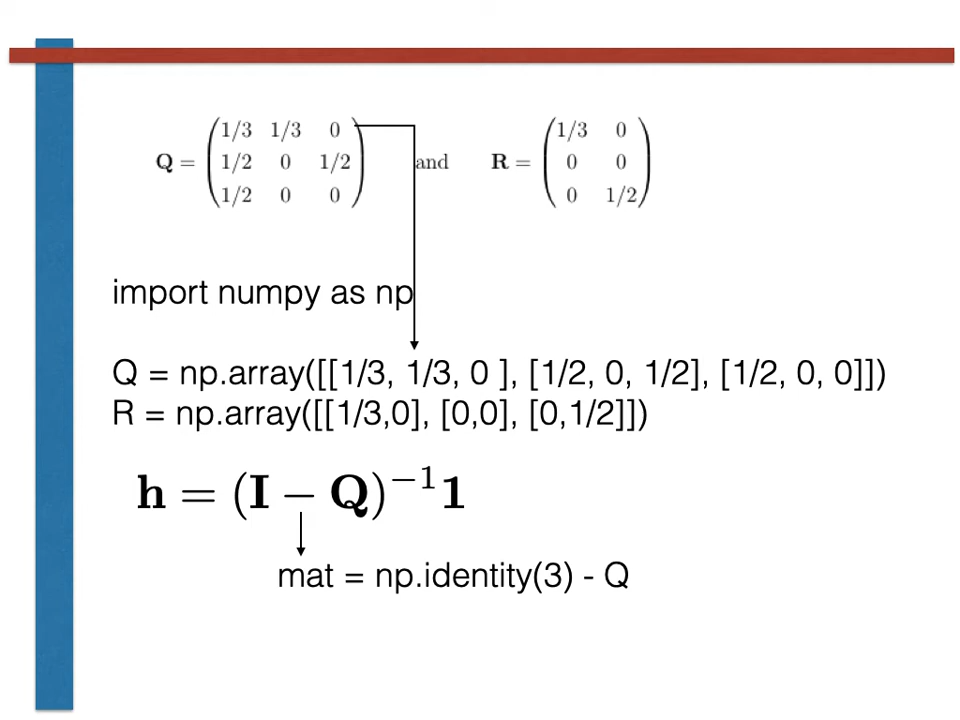 Q = (1/3 1/3 0 and R = (1/3 0
1/2 0 1/2 0 0
1/2 0 0) 0 1/2)
import numpy as np
Q = np.array([[1/3, 1/3, 0 ], [1/2, 0, 1/2], [1/2, 0, 0]])
R = np.array([[1/3,0], [0,0], [0,1/2]])
h = (I − Q)⁻¹1
mat = np.identity(3) - Q